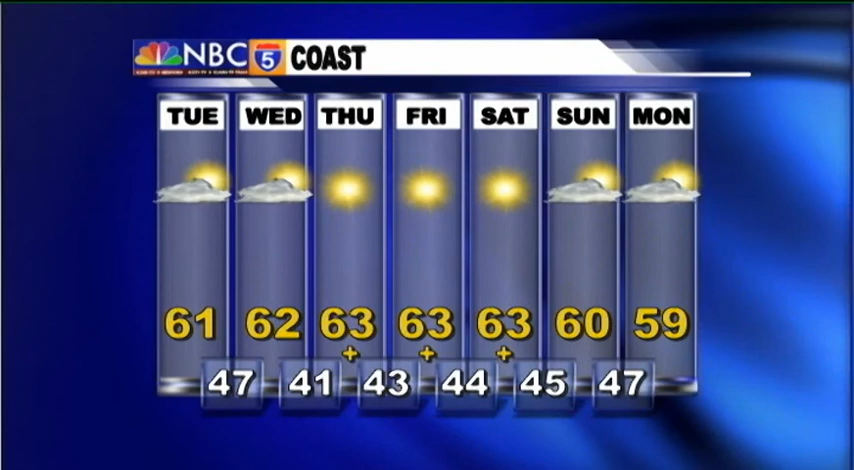 NBC 5 COAST
TUE WED THU FRI SAT SUN MON
61 62 63 63 63 60 59
+ + +
47 41 43 44 45 47